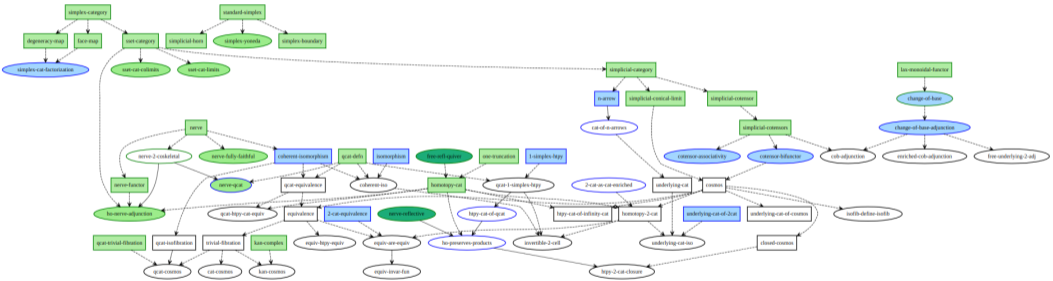 simplex-category
standard-simplex
degeneracy-map
face-map
sset-category
simplicial-horn
simplex-yoneda
simplex-boundary
simplex-cat-factorization
sset-cat-colimits
sset-cat-limits
simplicial-category
lax-monoidal-functor
n-arrow
simplicial-conical-limit
simplicial-cotensor
change-of-base
cat-of-n-arrows
simplicial-cotensors
change-of-base-adjunction
nerve
nerve-2-coskeletal
nerve-fully-faithful
coherent-isomorphism
qcat-defn
isomorphism
free-refl-quiver
one-truncation
1-simplex-htpy
cotensor-associativity
cotensor-bifunctor
cob-adjunction
enriched-cob-adjunction
free-underlying-2-adj
nerve-functor
nerve-qcat
qcat-equivalence
coherent-iso
homotopy-cat
qcat-1-simplex-htpy
2-cat-as-cat-enriched
underlying-cat
cosmos
ho-nerve-adjunction
qcat-htpy-cat-equiv
equivalence
2-cat-equivalence
nerve-reflective
htpy-cat-of-qcat
htpy-cat-of-infinity-cat
homotopy-2-cat
underlying-cat-of-2cat
underlying-cat-of-cosmos
isofib-define-isofib
qcat-trivial-fibration
qcat-isofibration
trivial-fibration
kan-complex
equiv-htpy-equiv
equiv-are-equiv
ho-preserves-products
invertible-2-cell
underlying-cat-iso
closed-cosmos
qcat-cosmos
cat-cosmos
kan-cosmos
equiv-invar-fun
htpy-2-cat-closure